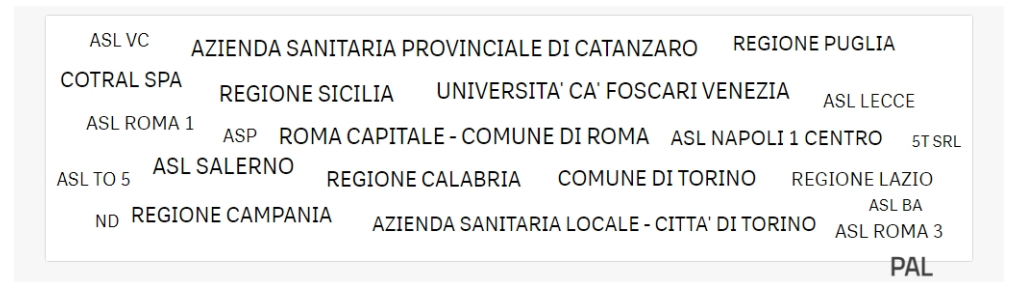 ASL VC AZIENDA SANITARIA PROVINCIALE DI CATANZARO REGIONE PUGLIA
COTRAL SPA REGIONE SICILIA UNIVERSITA' CA' FOSCARI VENEZIA ASL LECCE
ASL ROMA 1 ASP ROMA CAPITALE - COMUNE DI ROMA ASL NAPOLI 1 CENTRO 5T SRL
ASL TO 5 ASL SALERNO REGIONE CALABRIA COMUNE DI TORINO REGIONE LAZIO
ND REGIONE CAMPANIA AZIENDA SANITARIA LOCALE - CITTA' DI TORINO ASL BA
ASL ROMA 3
PAL